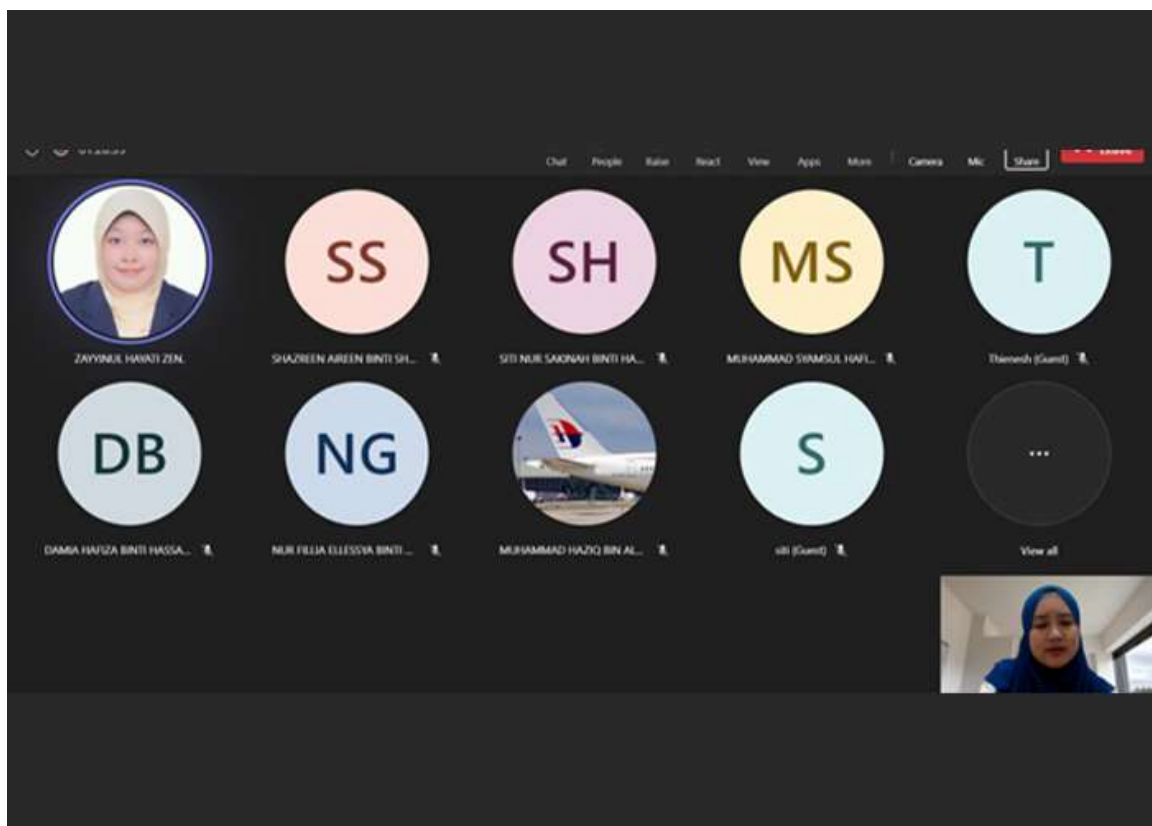 Chat People Raise React View Apps More Camera Mic Share Leave
SS SH MS T
ZAYYINUL HAYATI ZEN. SHAZREEN AIREEN BINTI SH... SITI NUR SAKINAH BINTI HA... MUHAMMAD SYAMSUL HAFI... Thienesh (Guest)
DB NG S ...
DAMIA HAFIZA BINTI HASSA... NUR FILLIA ELLESSYA BINTI ... MUHAMMAD HAZIQ BIN AL... siti (Guest) View all